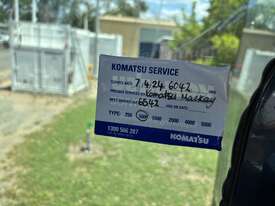 KOMATSU SERVICE
7.4.24 6042
Komatsu Mackay
6542
TYPE: 250 500 1000 2000 4000 5000
1300 566 287
KOMATSU